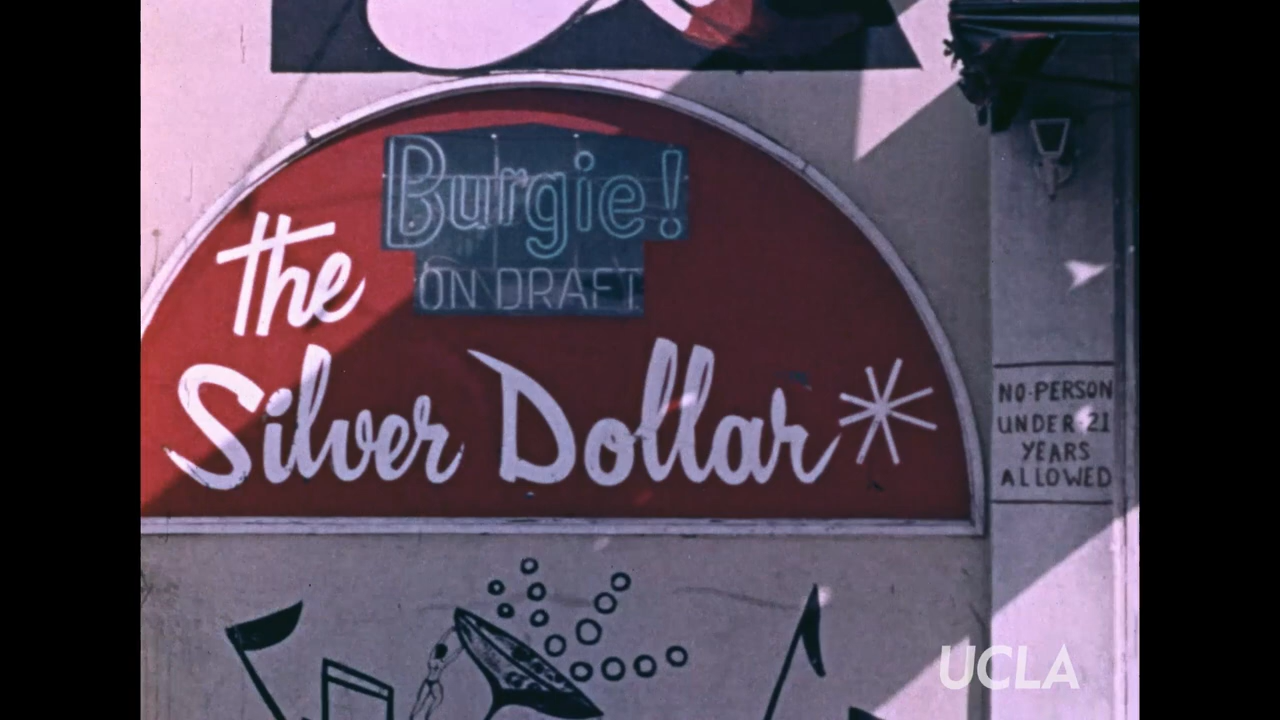 Burgie!
ON DRAFT
the
Silver Dollar
NO·PERSON
UNDER 21
YEARS
ALLOWED
UCLA